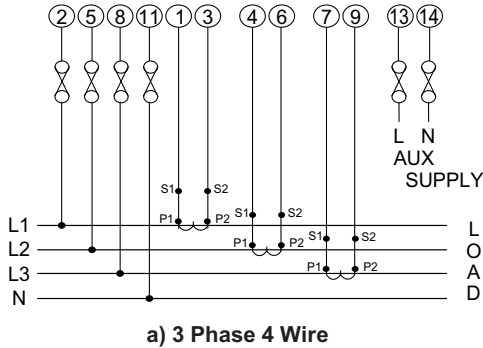 2 5 8 11 1 3 4 6 7 9 13 14
L N
AUX
SUPPLY
S1 S2
S1 S2
S1 S2
P1 P2
L1 L
P1 P2
L2 O
P1 P2
L3 A
N D
a) 3 Phase 4 Wire